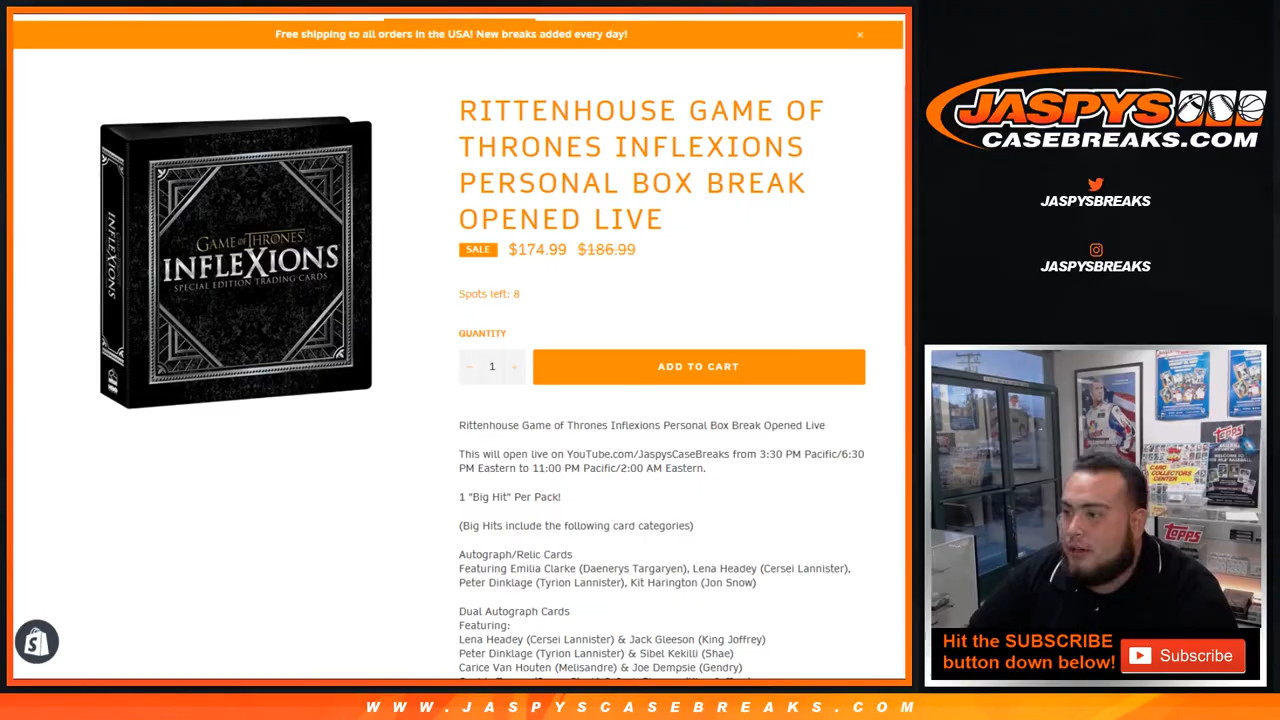 Free shipping to all orders in the USA! New breaks added every day!
×
RITTENHOUSE GAME OF
THRONES INFLEXIONS
PERSONAL BOX BREAK
OPENED LIVE
SALE $174.99 $186.99
Spots left: 8
QUANTITY
− 1 +
ADD TO CART
Rittenhouse Game of Thrones Inflexions Personal Box Break Opened Live
This will open live on YouTube.com/JaspysCaseBreaks from 3:30 PM Pacific/6:30
PM Eastern to 11:00 PM Pacific/2:00 AM Eastern.
1 "Big Hit" Per Pack!
(Big Hits include the following card categories)
Autograph/Relic Cards
Featuring Emilia Clarke (Daenerys Targaryen), Lena Headey (Cersei Lannister),
Peter Dinklage (Tyrion Lannister), Kit Harington (Jon Snow)
Dual Autograph Cards
Featuring:
Lena Headey (Cersei Lannister) & Jack Gleeson (King Joffrey)
Peter Dinklage (Tyrion Lannister) & Sibel Kekilli (Shae)
Carice Van Houten (Melisandre) & Joe Dempsie (Gendry)
INFLEXIONS
GAME OF THRONES
INFLEXIONS
SPECIAL EDITION TRADING CARDS
JASPYS
CASEBREAKS.COM
JASPYSBREAKS
JASPYSBREAKS
CARD
COLLECTORS
CENTER
TOPPS
WELCOME TO
TOPPS
Hit the SUBSCRIBE
button down below!
Subscribe
WWW.JASPYSCASEBREAKS.COM